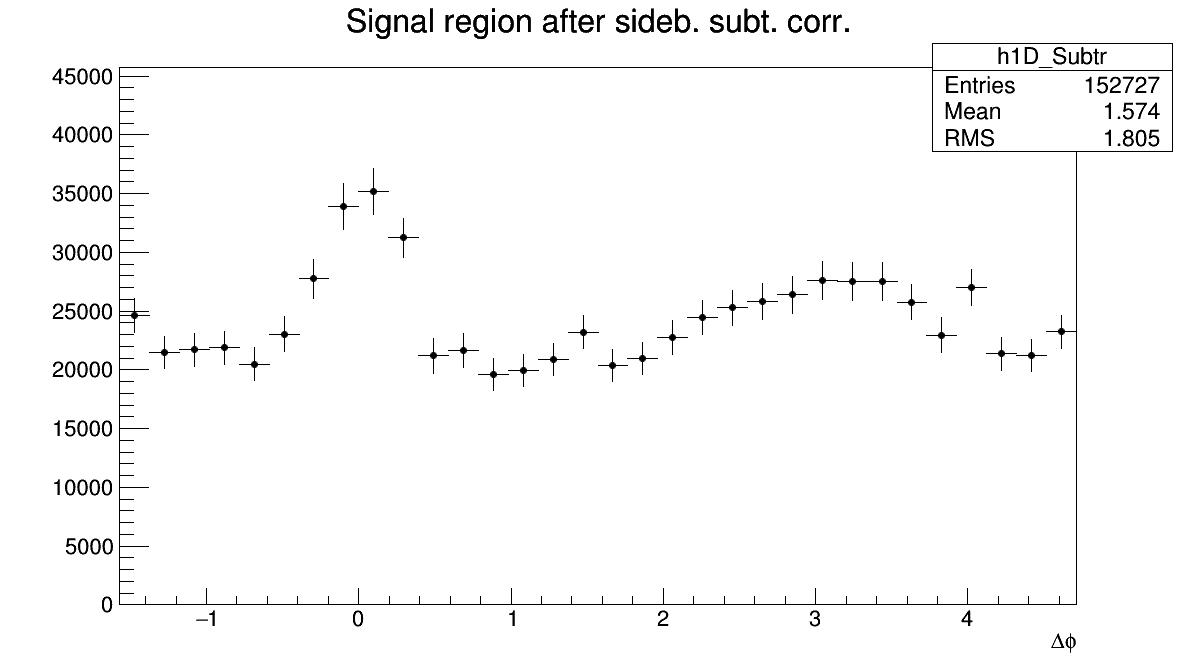 Signal region after sideb. subt. corr.
h1D_Subtr
Entries 152727
Mean 1.574
RMS 1.805
45000
40000
35000
30000
25000
20000
15000
10000
5000
0
−1 0 1 2 3 4
Δϕ